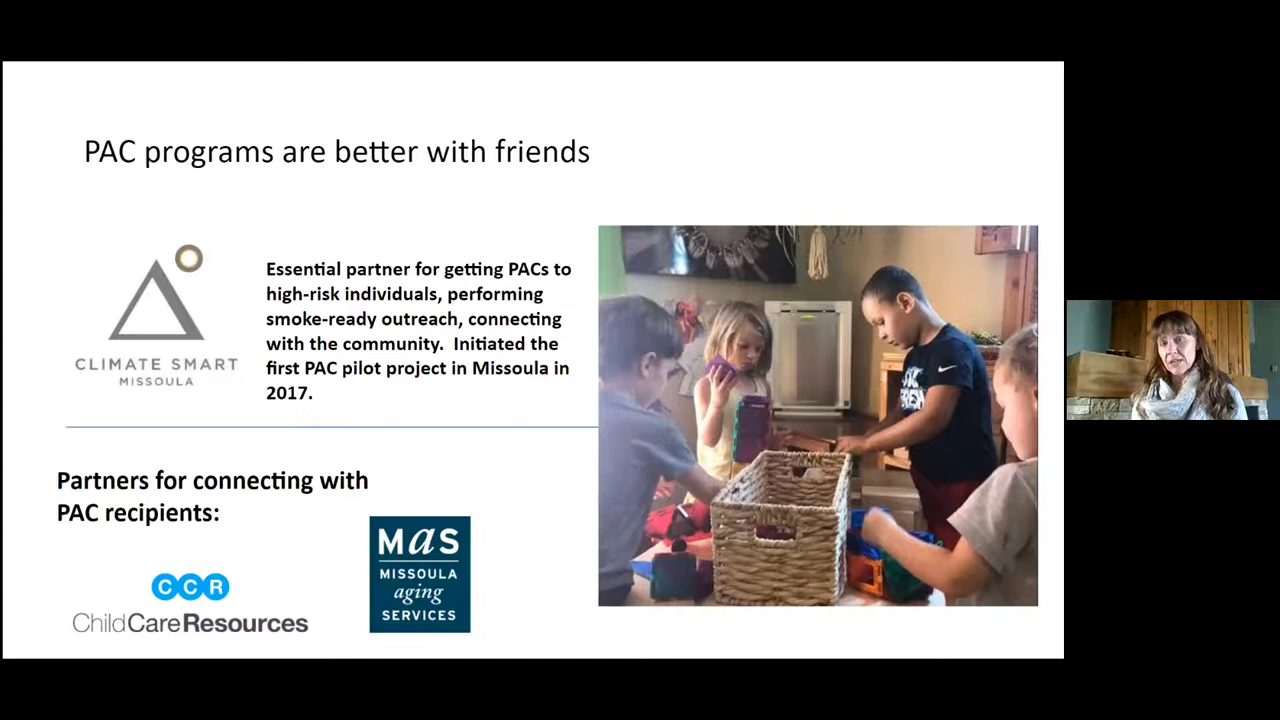 PAC programs are better with friends
CLIMATE SMART
MISSOULA
Essential partner for getting PACs to
high-risk individuals, performing
smoke-ready outreach, connecting
with the community.  Initiated the
first PAC pilot project in Missoula in
2017.
Partners for connecting with
PAC recipients:
CCR
ChildCareResources
MaS
MISSOULA
aging
SERVICES